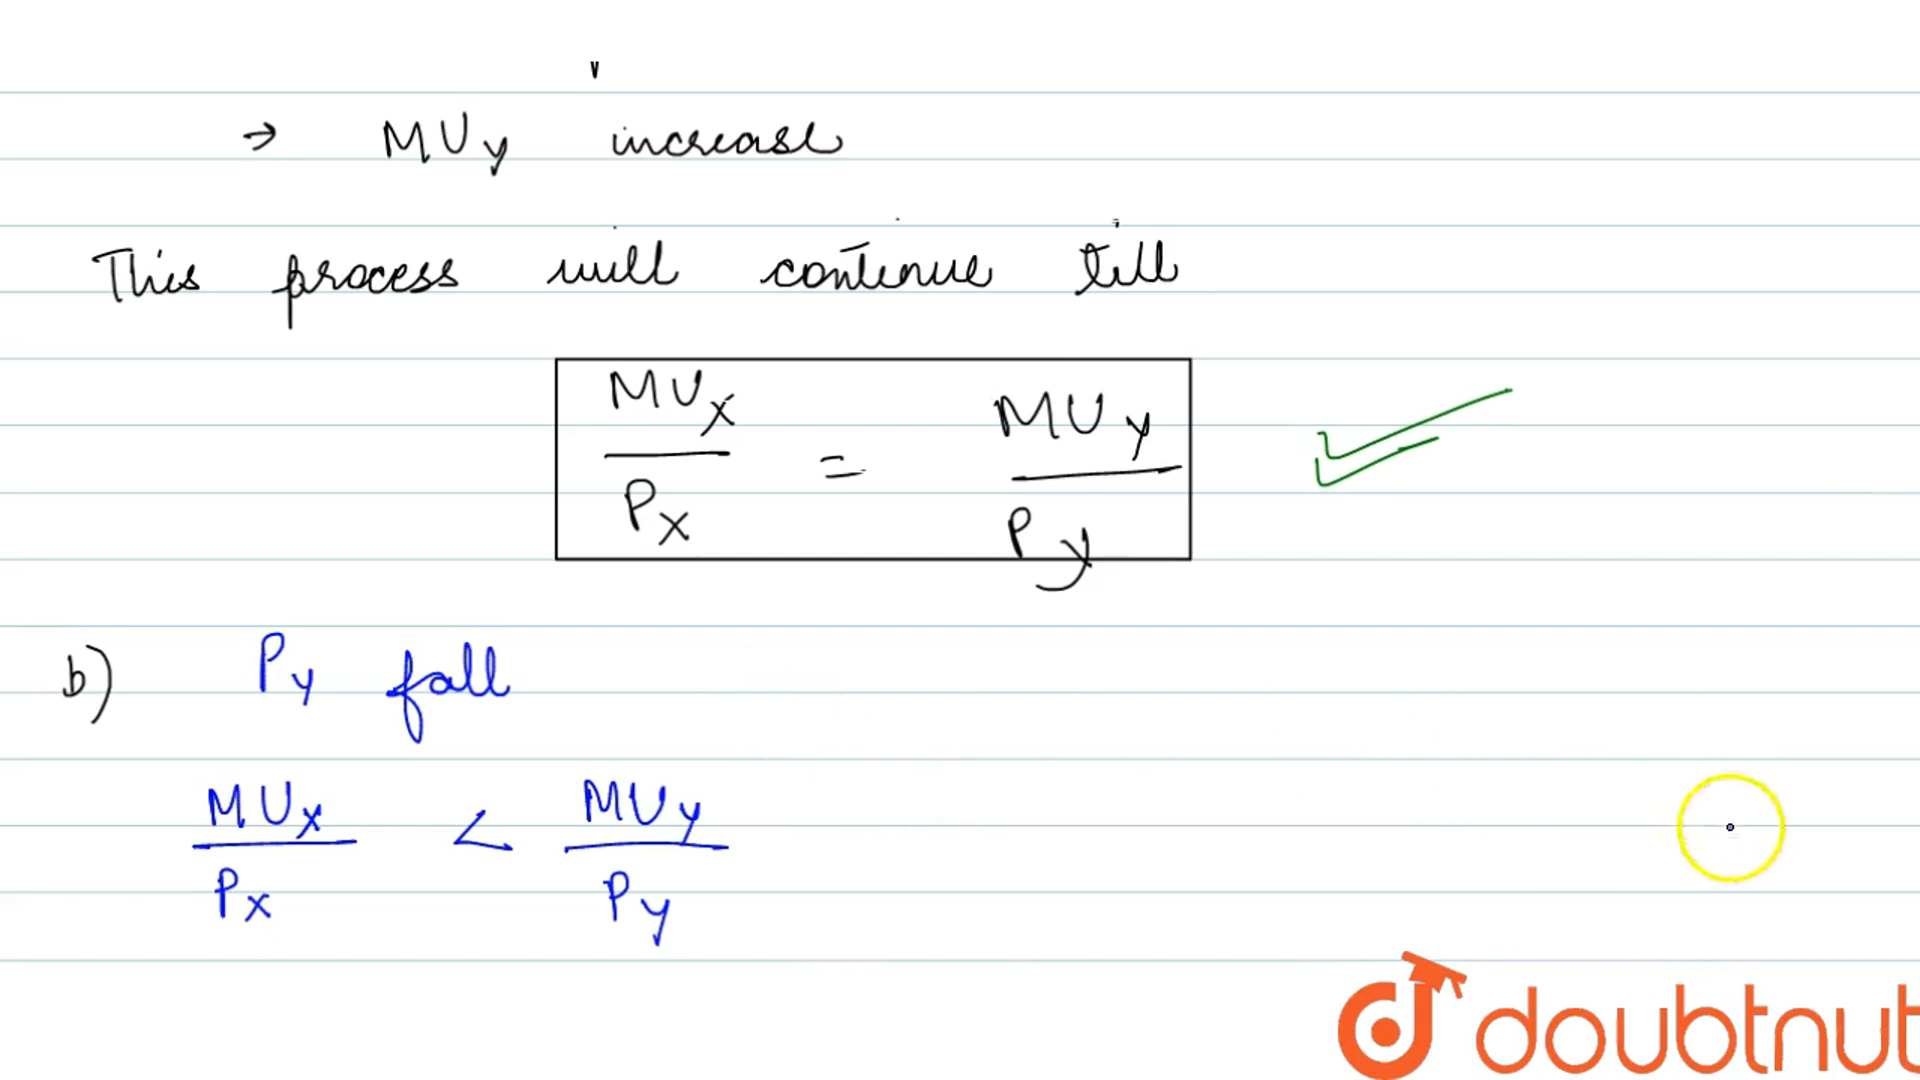 → MUy increase
This process will continue till
MUx / Px = MUy / Py
b) Py fall
MUx / Px < MUy / Py
doubtnut